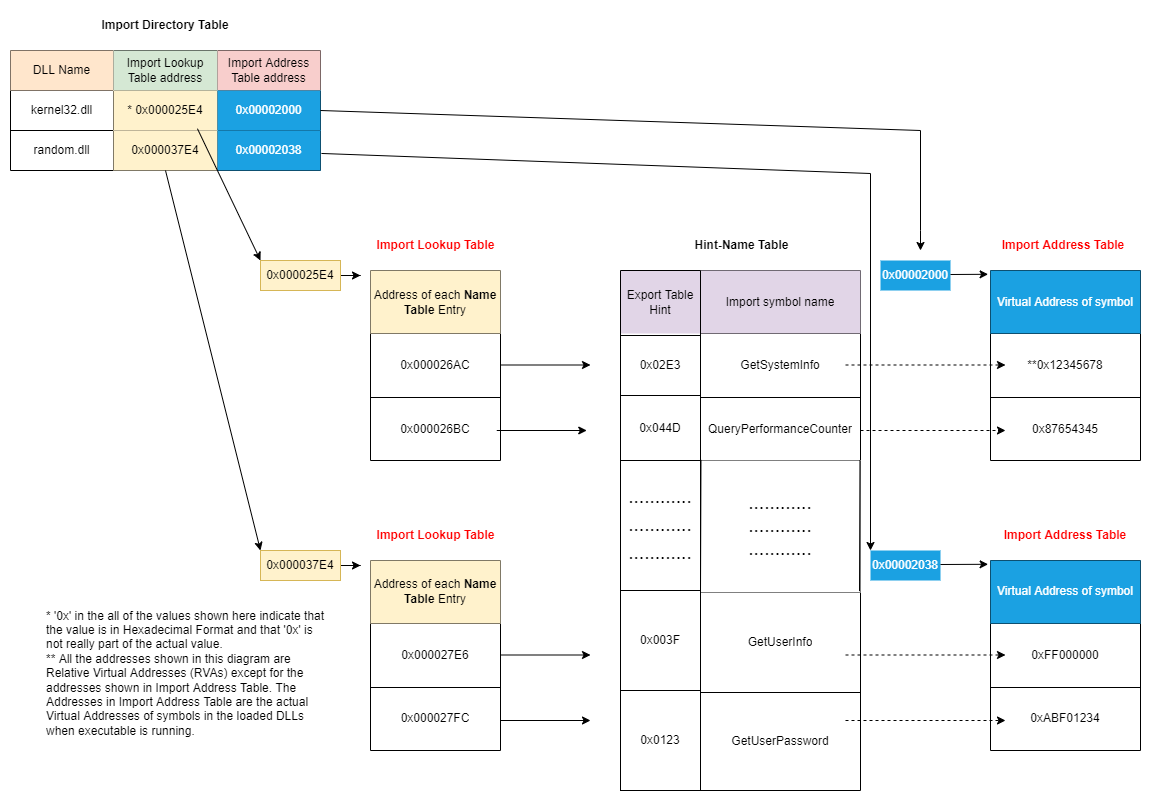 Import Directory Table
DLL Name
Import Lookup
Table address
Import Address
Table address
kernel32.dll
* 0x000025E4
0x00002000
random.dll
0x000037E4
0x00002038
Import Lookup Table
0x000025E4
Address of each Name
Table Entry
0x000026AC
0x000026BC
Hint-Name Table
Export Table
Hint
Import symbol name
0x02E3
GetSystemInfo
0x044D
QueryPerformanceCounter
............
............
............
............
............
............
0x003F
GetUserInfo
0x0123
GetUserPassword
Import Address Table
0x00002000
Virtual Address of symbol
**0x12345678
0x87654345
Import Lookup Table
0x000037E4
Address of each Name
Table Entry
0x000027E6
0x000027FC
Import Address Table
0x00002038
Virtual Address of symbol
0xFF000000
0xABF01234
* '0x' in the all of the values shown here indicate that
the value is in Hexadecimal Format and that '0x' is
not really part of the actual value.
** All the addresses shown in this diagram are
Relative Virtual Addresses (RVAs) except for the
addresses shown in Import Address Table. The
Addresses in Import Address Table are the actual
Virtual Addresses of symbols in the loaded DLLs
when executable is running.